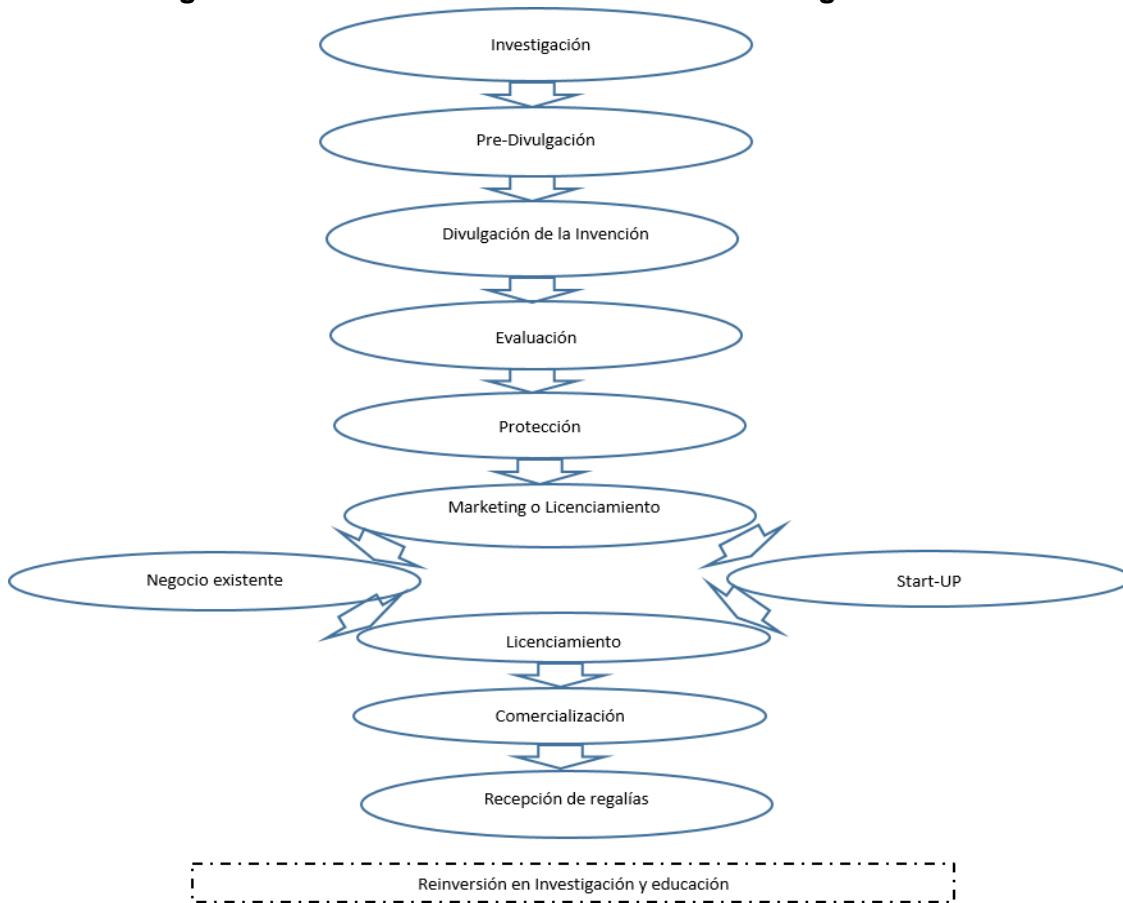 Investigación
Pre-Divulgación
Divulgación de la Invención
Evaluación
Protección
Marketing o Licenciamiento
Negocio existente
Start-UP
Licenciamiento
Comercialización
Recepción de regalías
Reinversión en Investigación y educación